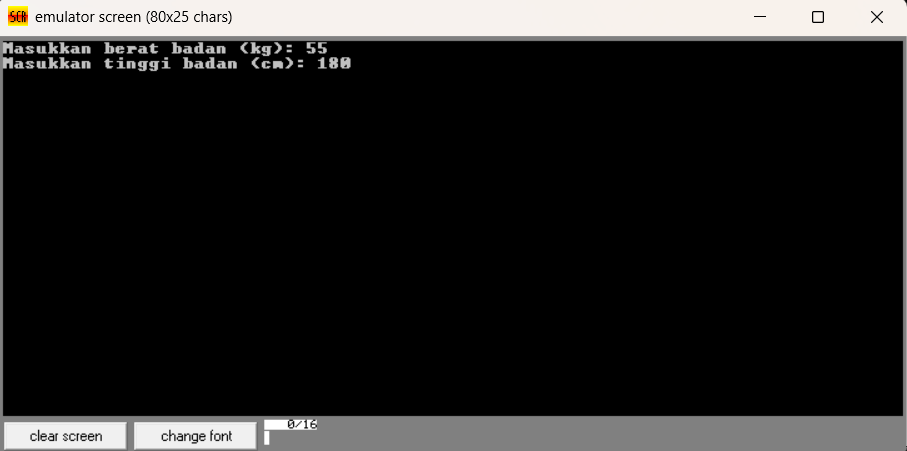 SCR emulator screen (80x25 chars)
Masukkan berat badan (kg): 55
Masukkan tinggi badan (cm): 180
clear screen change font 0/16